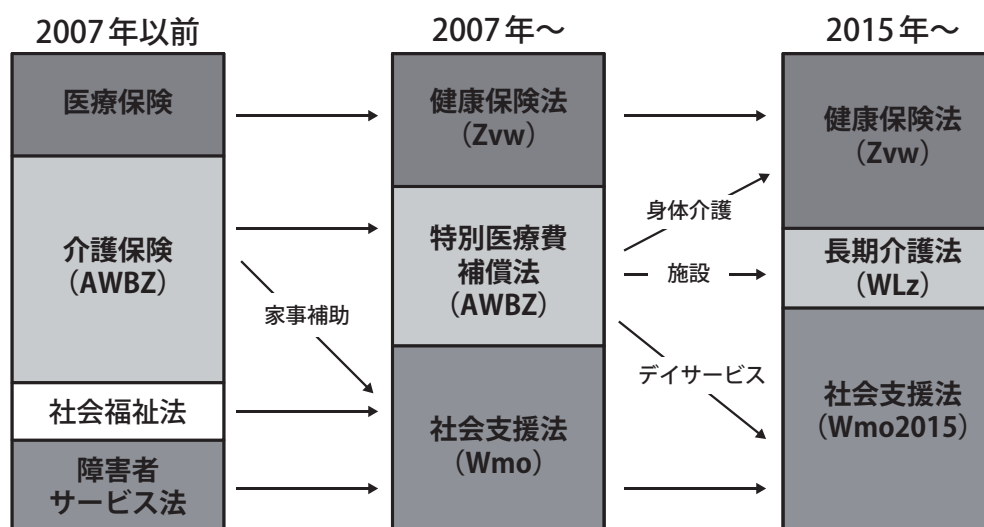 2007年以前
医療保険
介護保険
（AWBZ）
社会福祉法
障害者
サービス法
家事補助
2007年～
健康保険法
（Zvw）
特別医療費
補償法
（AWBZ）
社会支援法
（Wmo）
身体介護
施設
デイサービス
2015年～
健康保険法
（Zvw）
長期介護法
（WLz）
社会支援法
（Wmo2015）